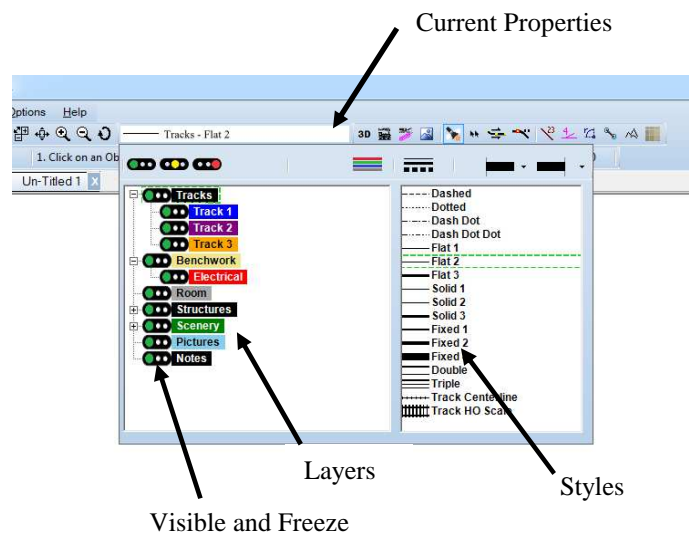 Current Properties
Options Help
Tracks - Flat 2
3D
23
1. Click on an Ob
Un-Titled 1
Tracks
Track 1
Track 2
Track 3
Benchwork
Electrical
Room
Structures
Scenery
Pictures
Notes
Dashed
Dotted
Dash Dot
Dash Dot Dot
Flat 1
Flat 2
Flat 3
Solid 1
Solid 2
Solid 3
Fixed 1
Fixed 2
Fixed
Double
Triple
Track Centerline
Track HO Scale
Layers
Styles
Visible and Freeze